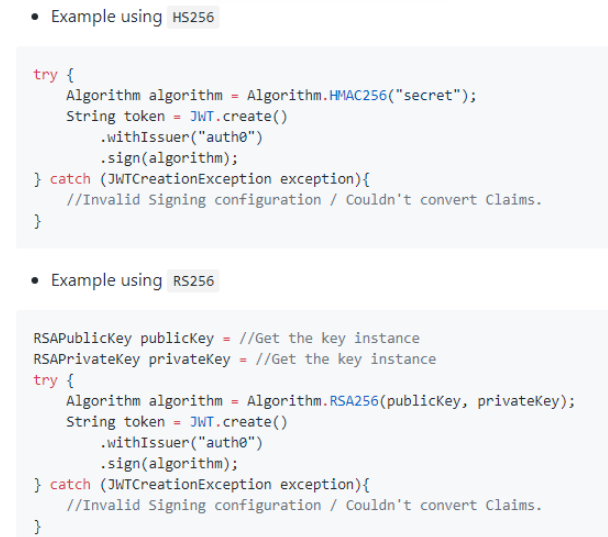 • Example using HS256
try {
    Algorithm algorithm = Algorithm.HMAC256("secret");
    String token = JWT.create()
        .withIssuer("auth0")
        .sign(algorithm);
} catch (JWTCreationException exception){
    //Invalid Signing configuration / Couldn't convert Claims.
}
• Example using RS256
RSAPublicKey publicKey = //Get the key instance
RSAPrivateKey privateKey = //Get the key instance
try {
    Algorithm algorithm = Algorithm.RSA256(publicKey, privateKey);
    String token = JWT.create()
        .withIssuer("auth0")
        .sign(algorithm);
} catch (JWTCreationException exception){
    //Invalid Signing configuration / Couldn't convert Claims.
}